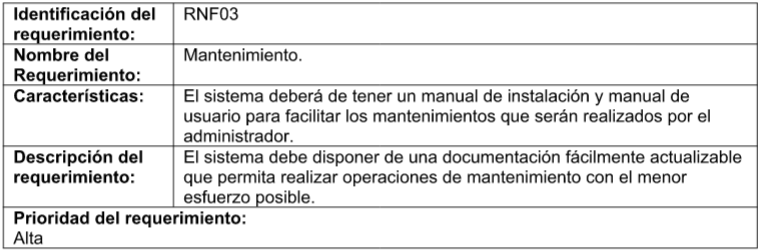 Identificación del
requerimiento:
RNF03
Nombre del
Requerimiento:
Mantenimiento.
Características:
El sistema deberá de tener un manual de instalación y manual de
usuario para facilitar los mantenimientos que serán realizados por el
administrador.
Descripción del
requerimiento:
El sistema debe disponer de una documentación fácilmente actualizable
que permita realizar operaciones de mantenimiento con el menor
esfuerzo posible.
Prioridad del requerimiento:
Alta